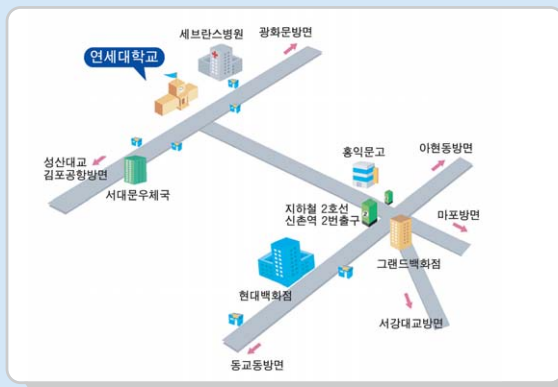 세브란스병원
광화문방면
연세대학교
성산대교
김포공항방면
서대문우체국
홍익문고
아현동방면
지하철 2호선
신촌역 2번출구
마포방면
그랜드백화점
현대백화점
서강대교방면
동교동방면